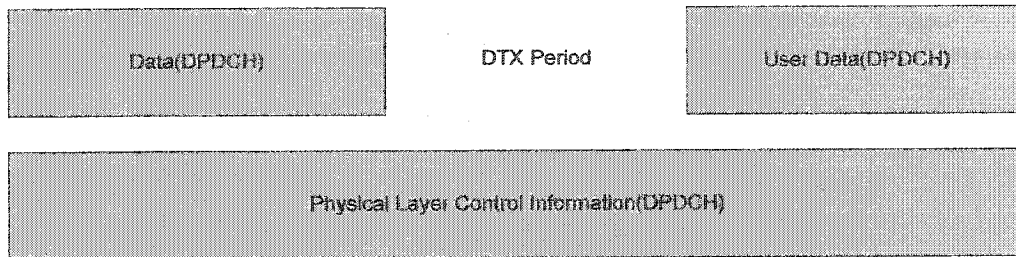 Data(DPDCH)
DTX Period
User Data(DPDCH)
Physical Layer Control Information(DPDCH)